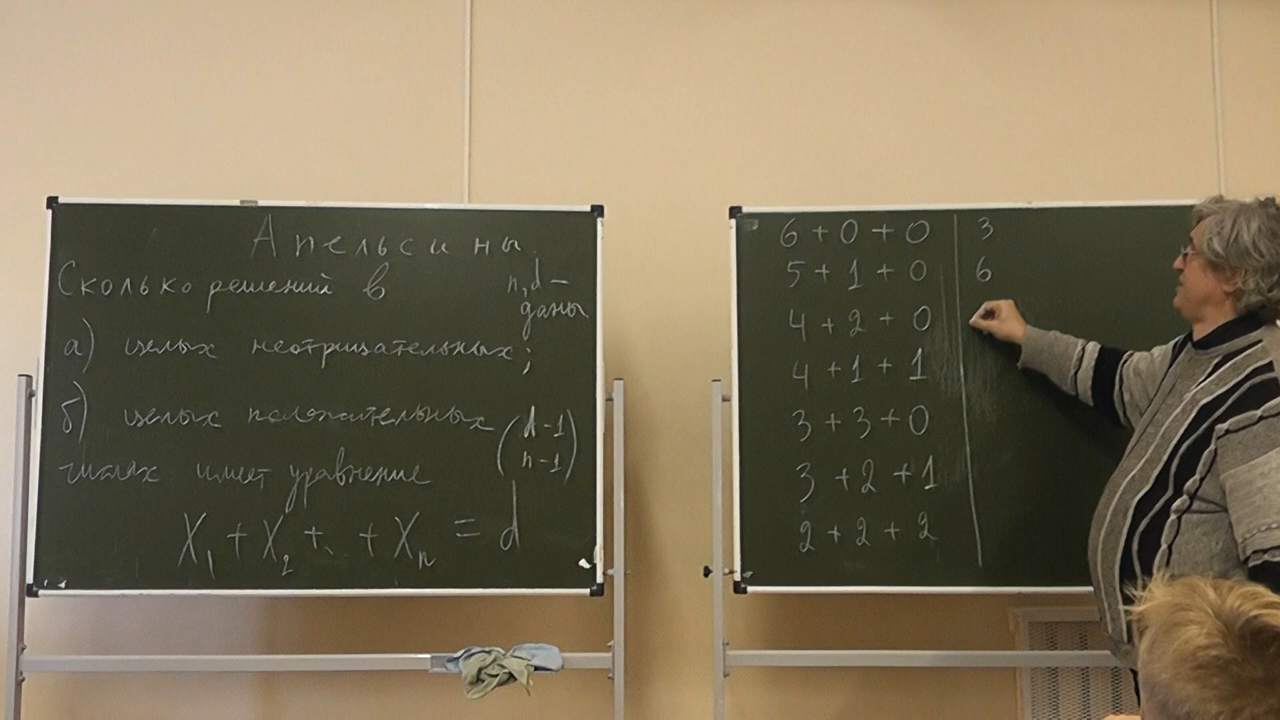 Апельсины
Сколько решений в n, d –
даны
а) целых неотрицательных;
б) целых положительных (d-1
n-1)
числах имеет уравнение
X₁ + X₂ + .. + Xₙ = d
6 + 0 + 0 3
5 + 1 + 0 6
4 + 2 + 0
4 + 1 + 1
3 + 3 + 0
3 + 2 + 1
2 + 2 + 2